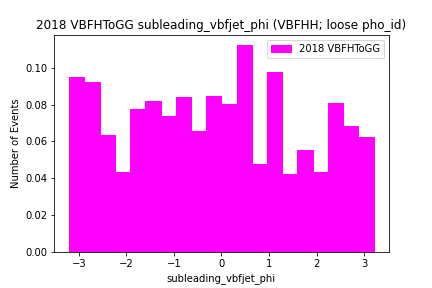 2018 VBFHToGG subleading_vbfjet_phi (VBFHH; loose pho_id)
2018 VBFHToGG
Number of Events
0.10
0.08
0.06
0.04
0.02
0.00
−3 −2 −1 0 1 2 3
subleading_vbfjet_phi